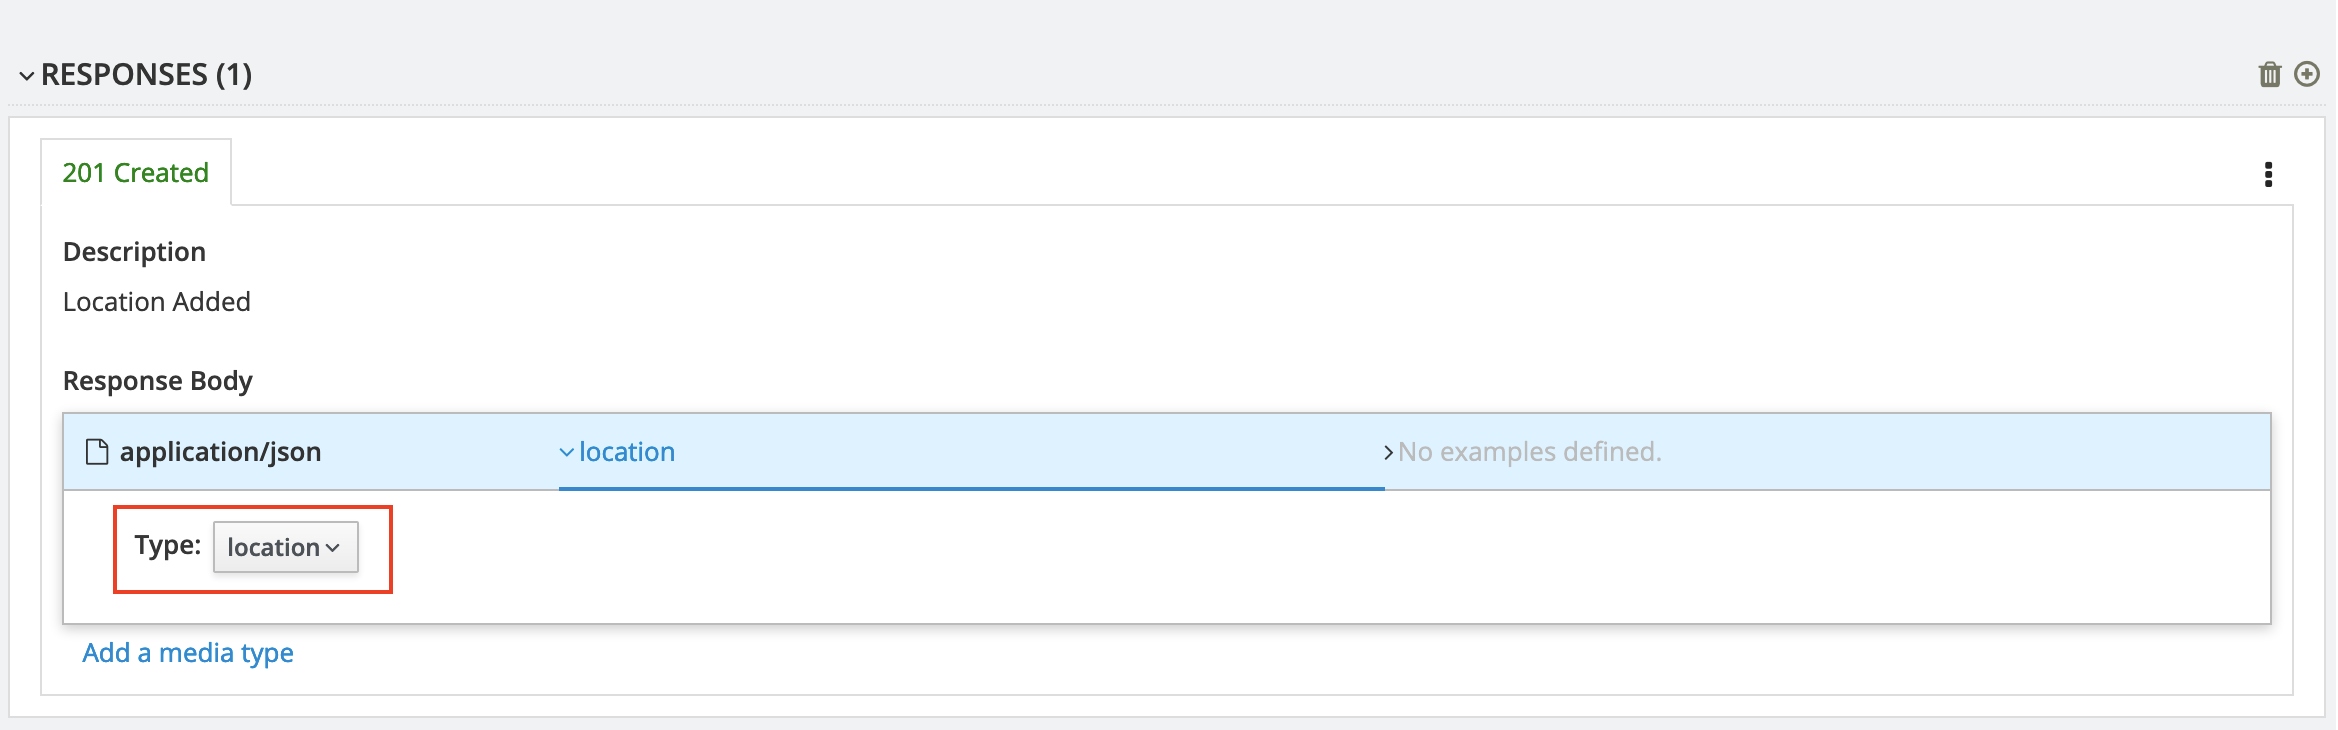 RESPONSES (1)
201 Created
Description
Location Added
Response Body
application/json location No examples defined.
Type: location
Add a media type